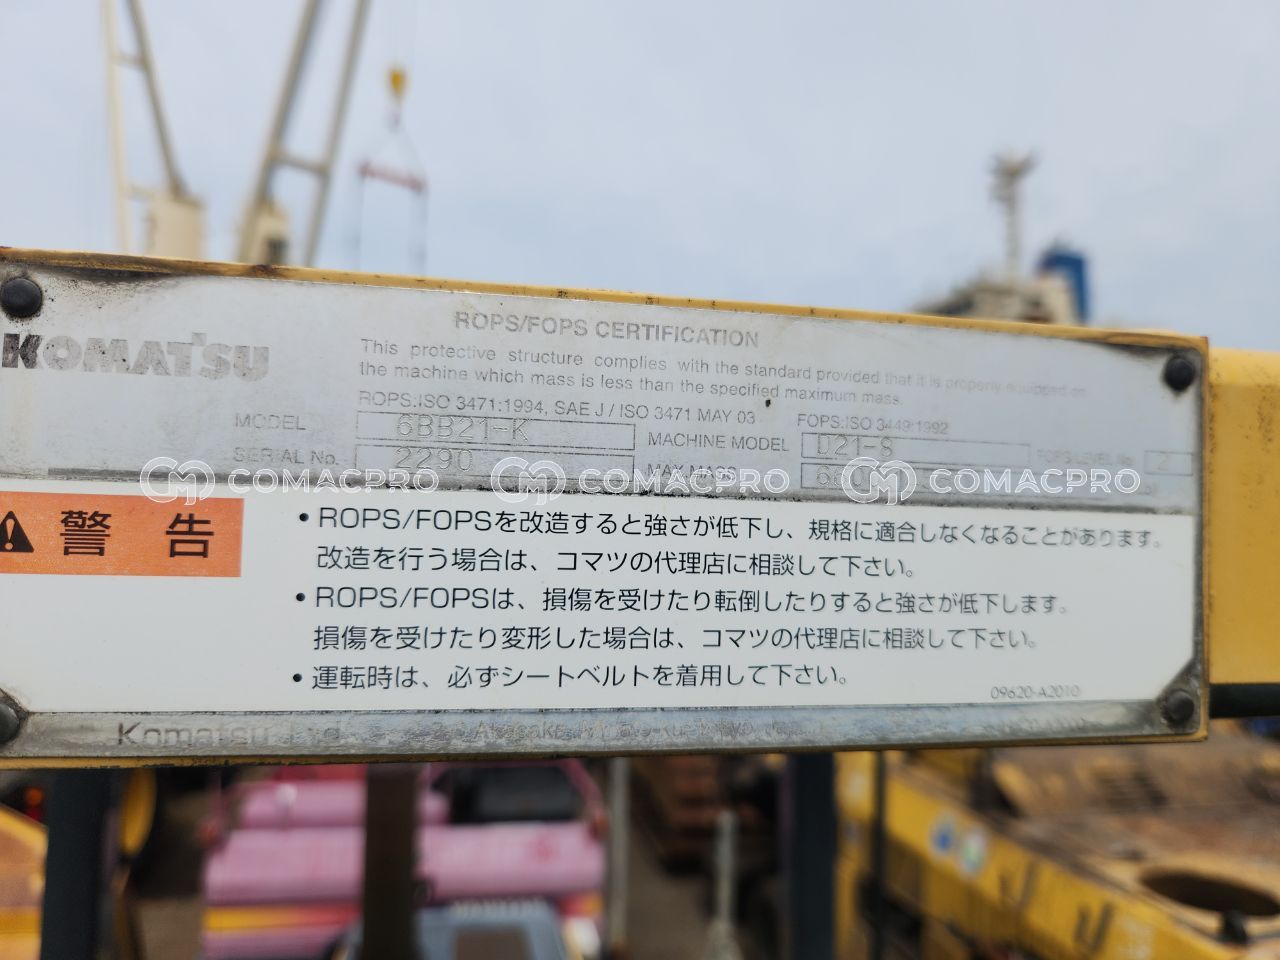 ROPS/FOPS CERTIFICATION
KOMATSU
This protective structure complies with the standard provided that it is properly equipped on
the machine which mass is less than the specified maximum mass.
ROPS:ISO 3471:1994, SAE J / ISO 3471 MAY 03 FOPS:ISO 3449:1992
MODEL 6BB21-K MACHINE MODEL D21-8 FOPS LEVEL No. 2
SERIAL No. 2290 MAX.MASS
COMACPRO COMACPRO COMACPRO
警告
• ROPS/FOPSを改造すると強さが低下し、規格に適合しなくなることがあります。
改造を行う場合は、コマツの代理店に相談して下さい。
• ROPS/FOPSは、損傷を受けたり転倒したりすると強さが低下します。
損傷を受けたり変形した場合は、コマツの代理店に相談して下さい。
• 運転時は、必ずシートベルトを着用して下さい。
09620-A2010
Komatsu Ltd.